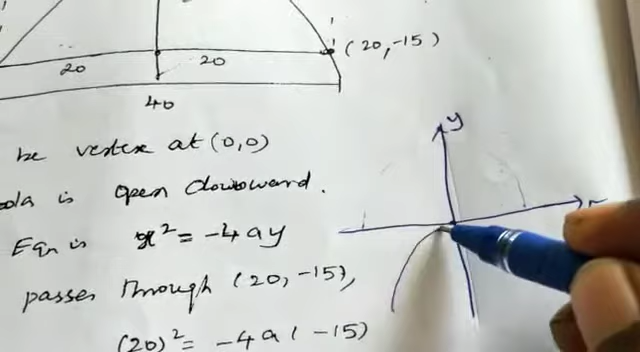 (20,-15)
20 20
40
be vertex at (0,0)
is open downward.
y
Eqn is x² = -4ay
passes through (20,-15),
(20)² = -4a(-15)